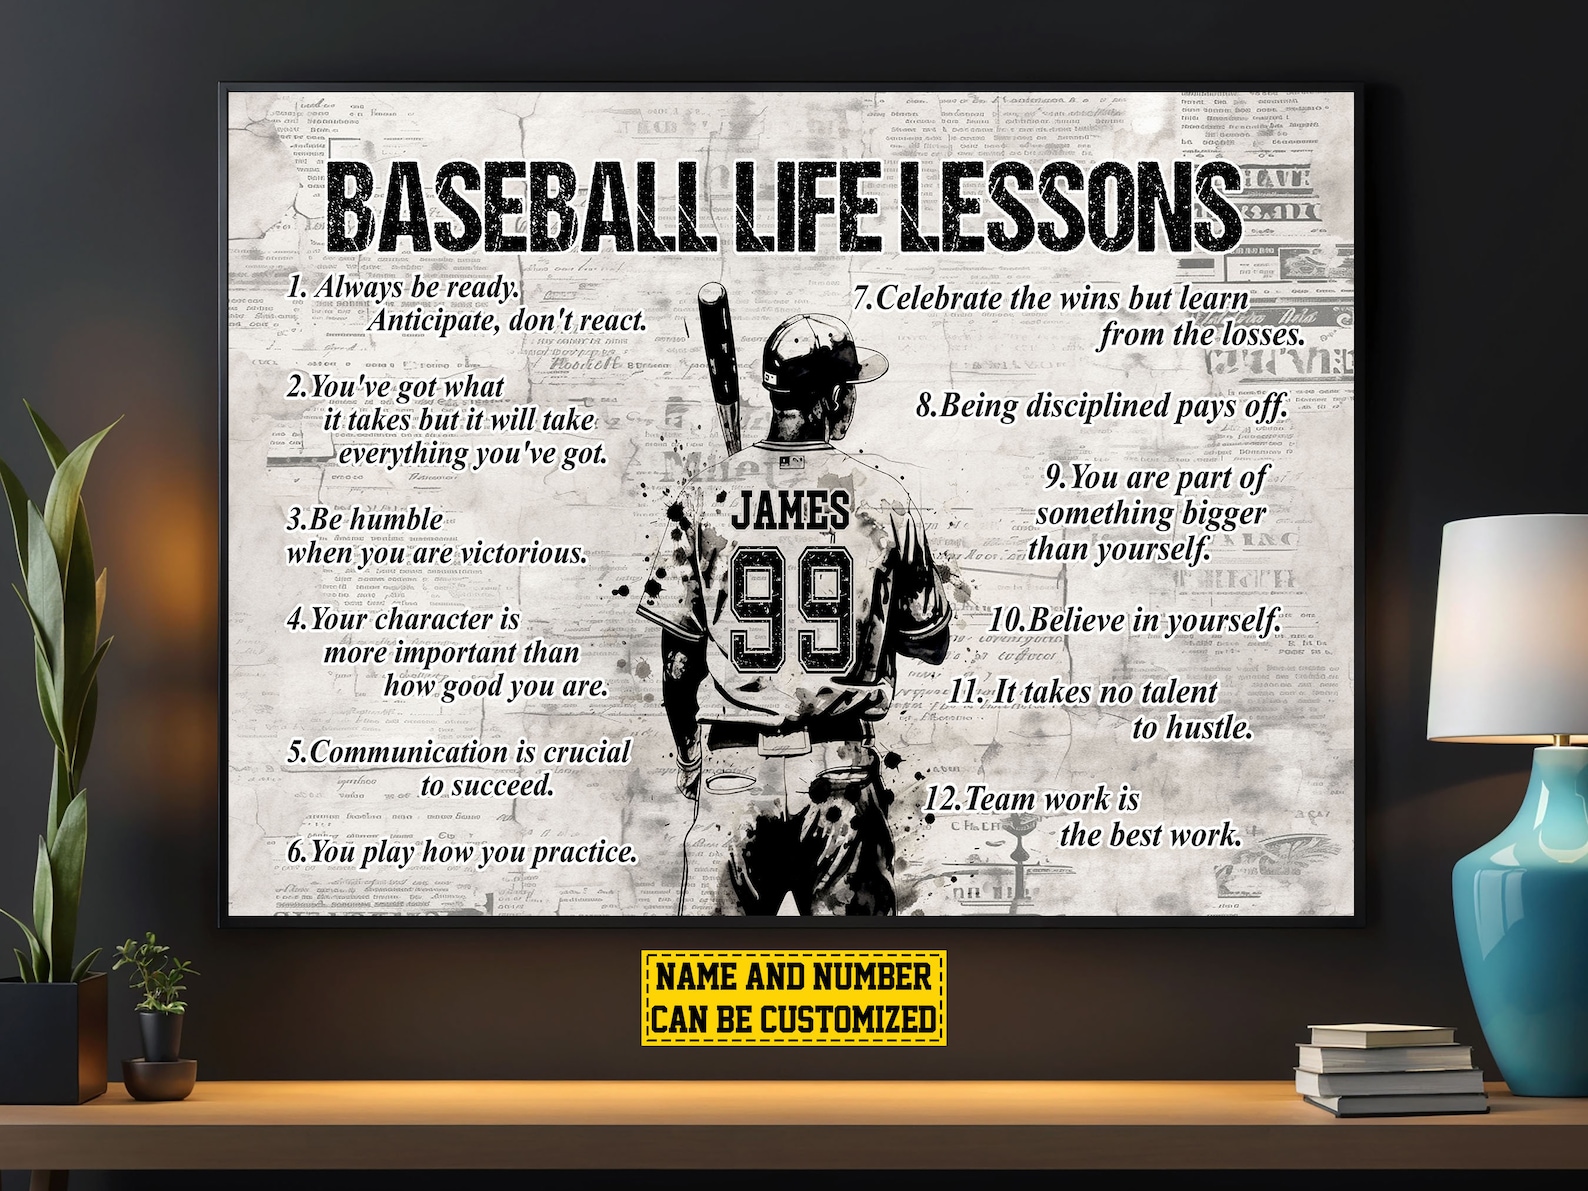 BASEBALL LIFE LESSONS
1. Always be ready.
Anticipate, don't react.
2.You've got what
it takes but it will take
everything you've got.
3.Be humble
when you are victorious.
4.Your character is
more important than
how good you are.
5.Communication is crucial
to succeed.
6.You play how you practice.
JAMES
99
7.Celebrate the wins but learn
from the losses.
8.Being disciplined pays off.
9.You are part of
something bigger
than yourself.
10.Believe in yourself.
11. It takes no talent
to hustle.
12.Team work is
the best work.
NAME AND NUMBER
CAN BE CUSTOMIZED